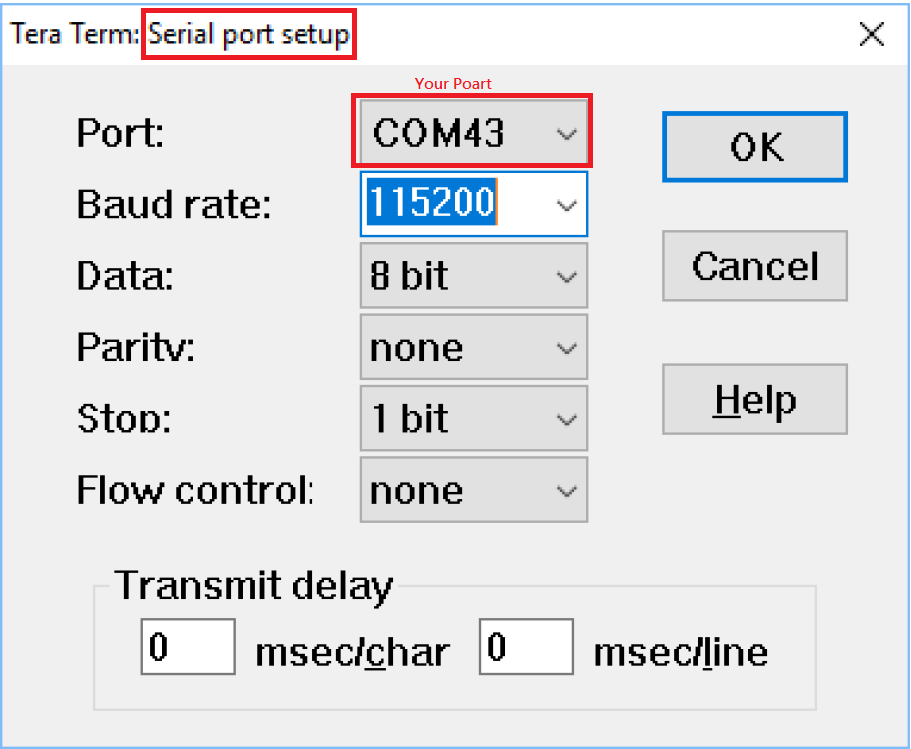 Tera Term: Serial port setup
Your Poart
Port: COM43
OK
Baud rate: 115200
Data: 8 bit
Cancel
Parity: none
Stop: 1 bit
Help
Flow control: none
Transmit delay
0 msec/char 0 msec/line